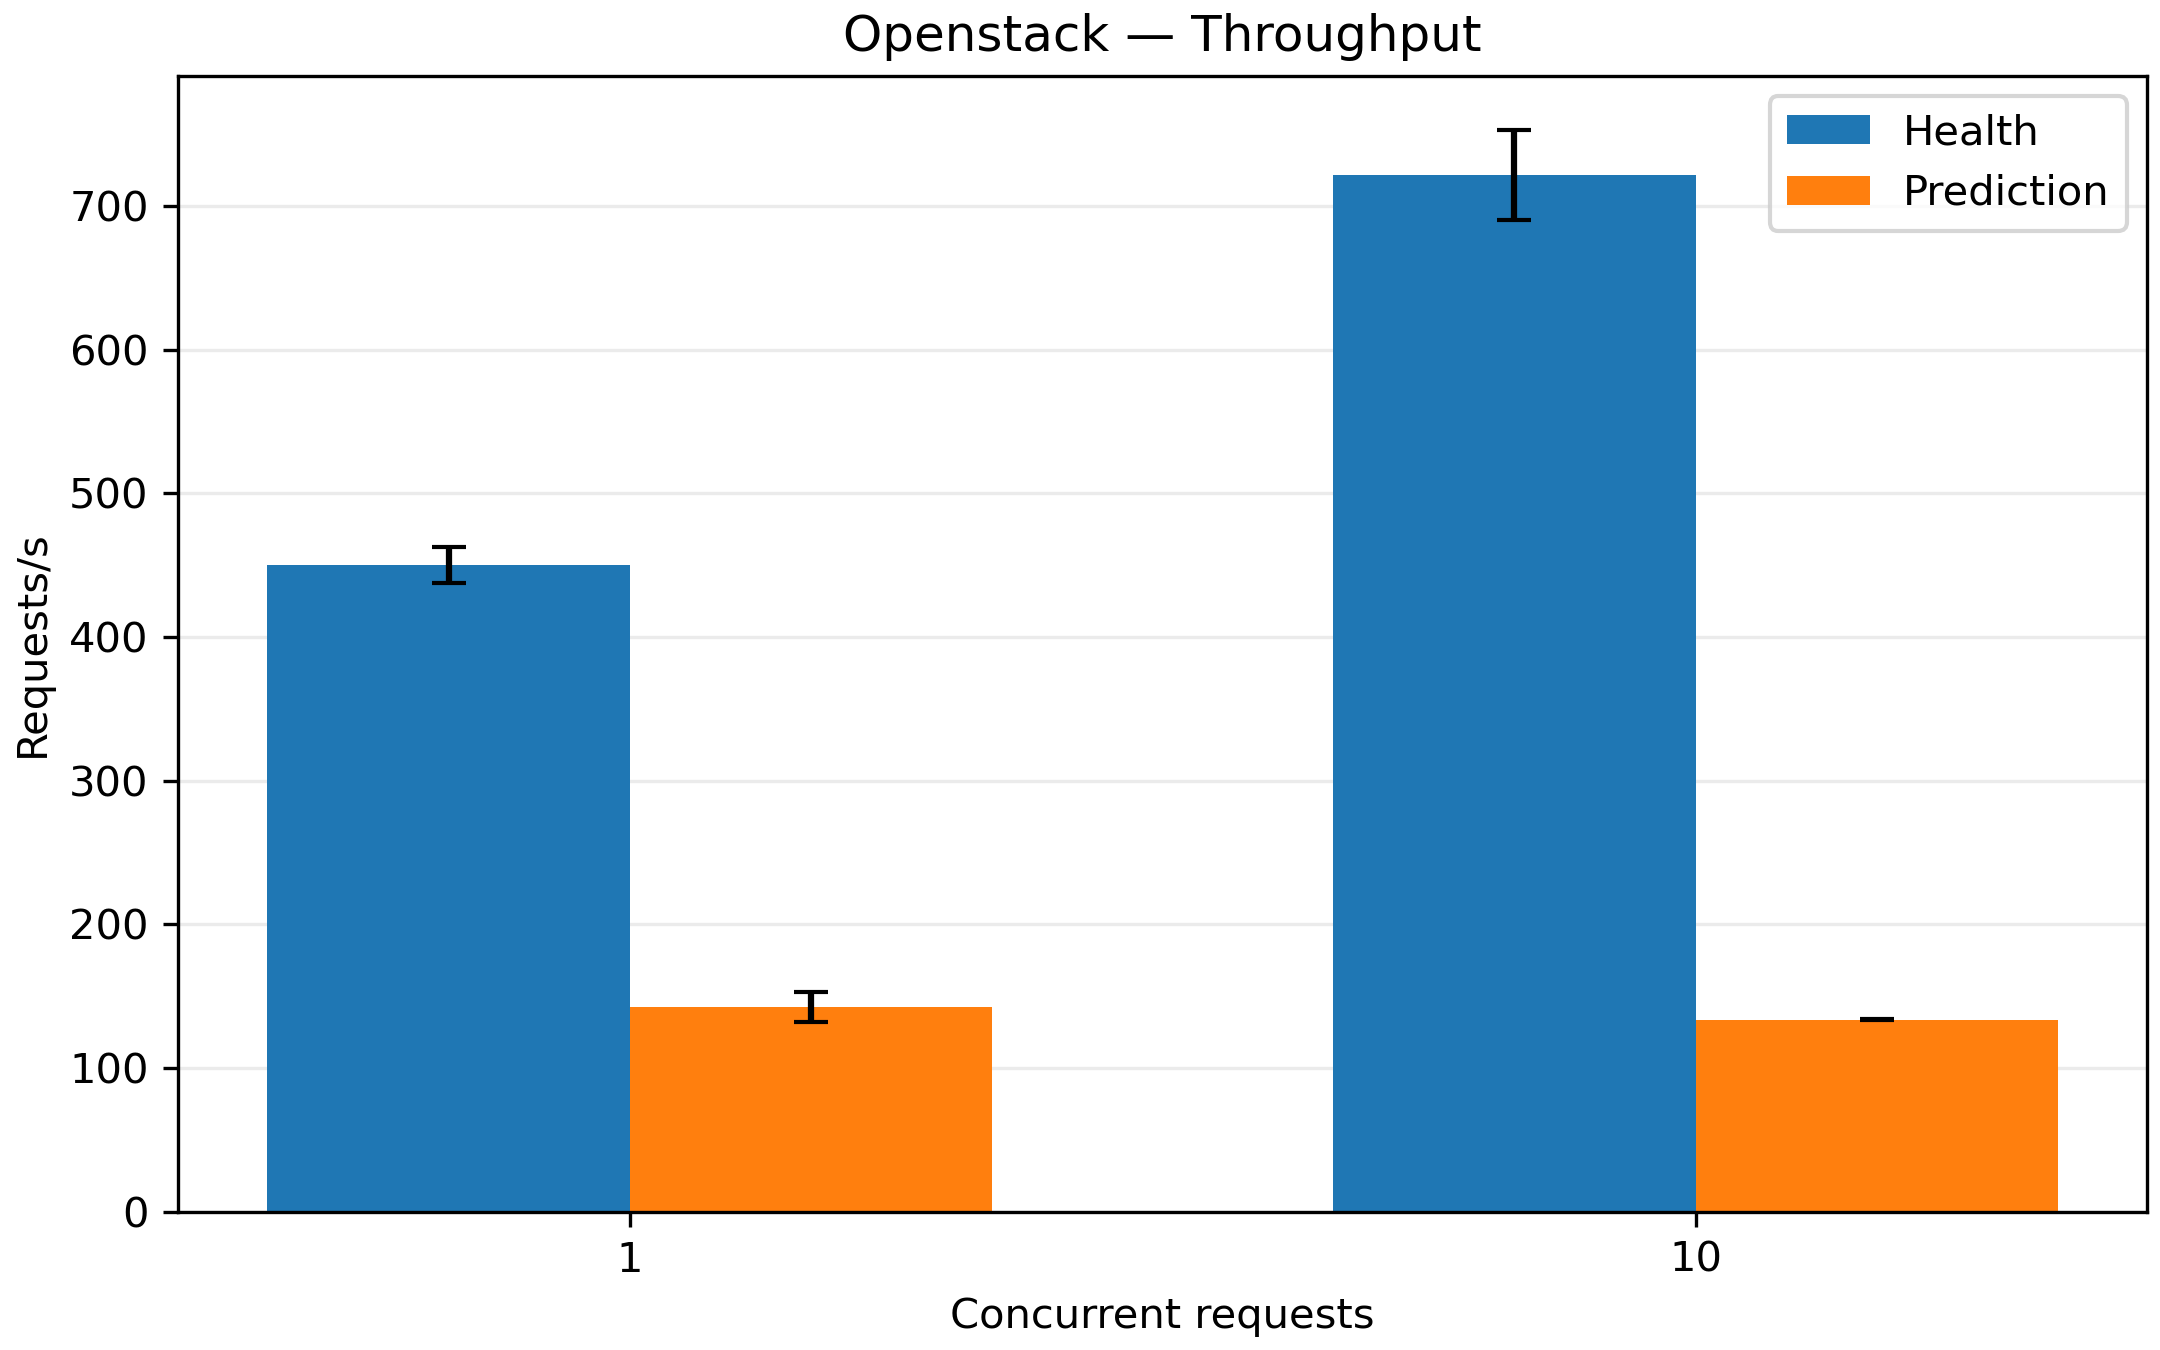 Openstack — Throughput
Health
Prediction
Requests/s
700
600
500
400
300
200
100
0
1
10
Concurrent requests